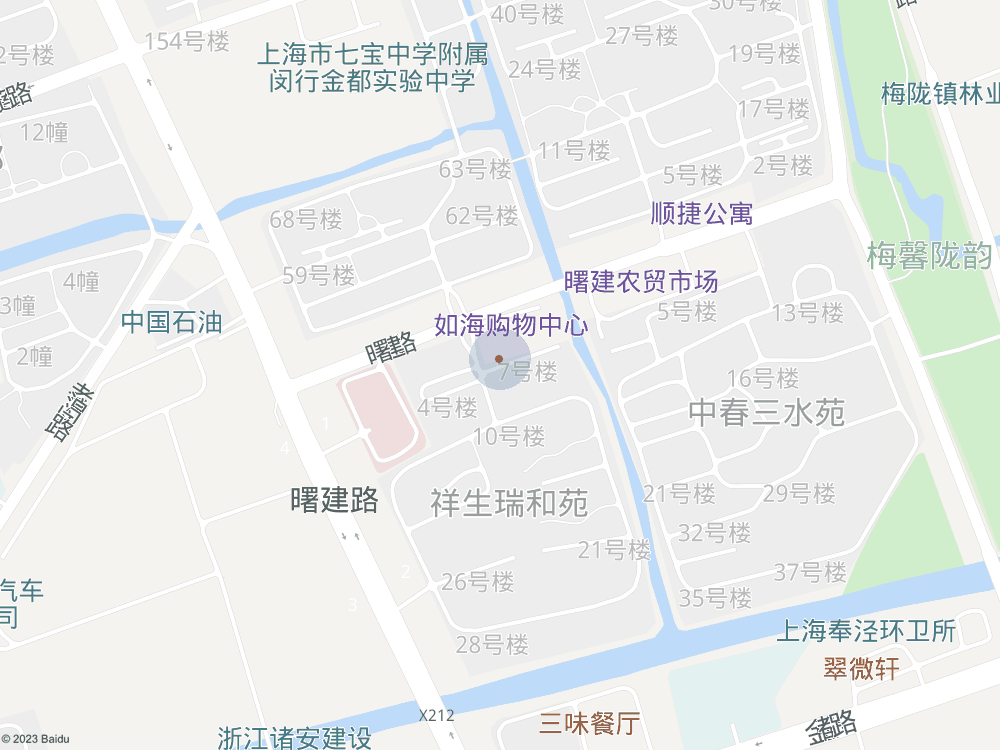 40号楼
30号楼
27号楼
154号楼
上海市七宝中学附属
闵行金都实验中学
19号楼
24号楼
梅陇镇林业
17号楼
12幢
11号楼
2号楼
63号楼
5号楼
68号楼
62号楼
顺捷公寓
梅馨陇韵
59号楼
4幢
曙建农贸市场
3幢
5号楼
13号楼
中国石油
如海购物中心
曙建路
2幢
7号楼
16号楼
4号楼
中春三水苑
1
10号楼
4
曙建路
祥生瑞和苑
21号楼
29号楼
32号楼
21号楼
2
26号楼
37号楼
汽车
司
3
35号楼
28号楼
上海奉泾环卫所
翠微轩
X212
三味餐厅
浙江诸安建设
© 2023 Baidu